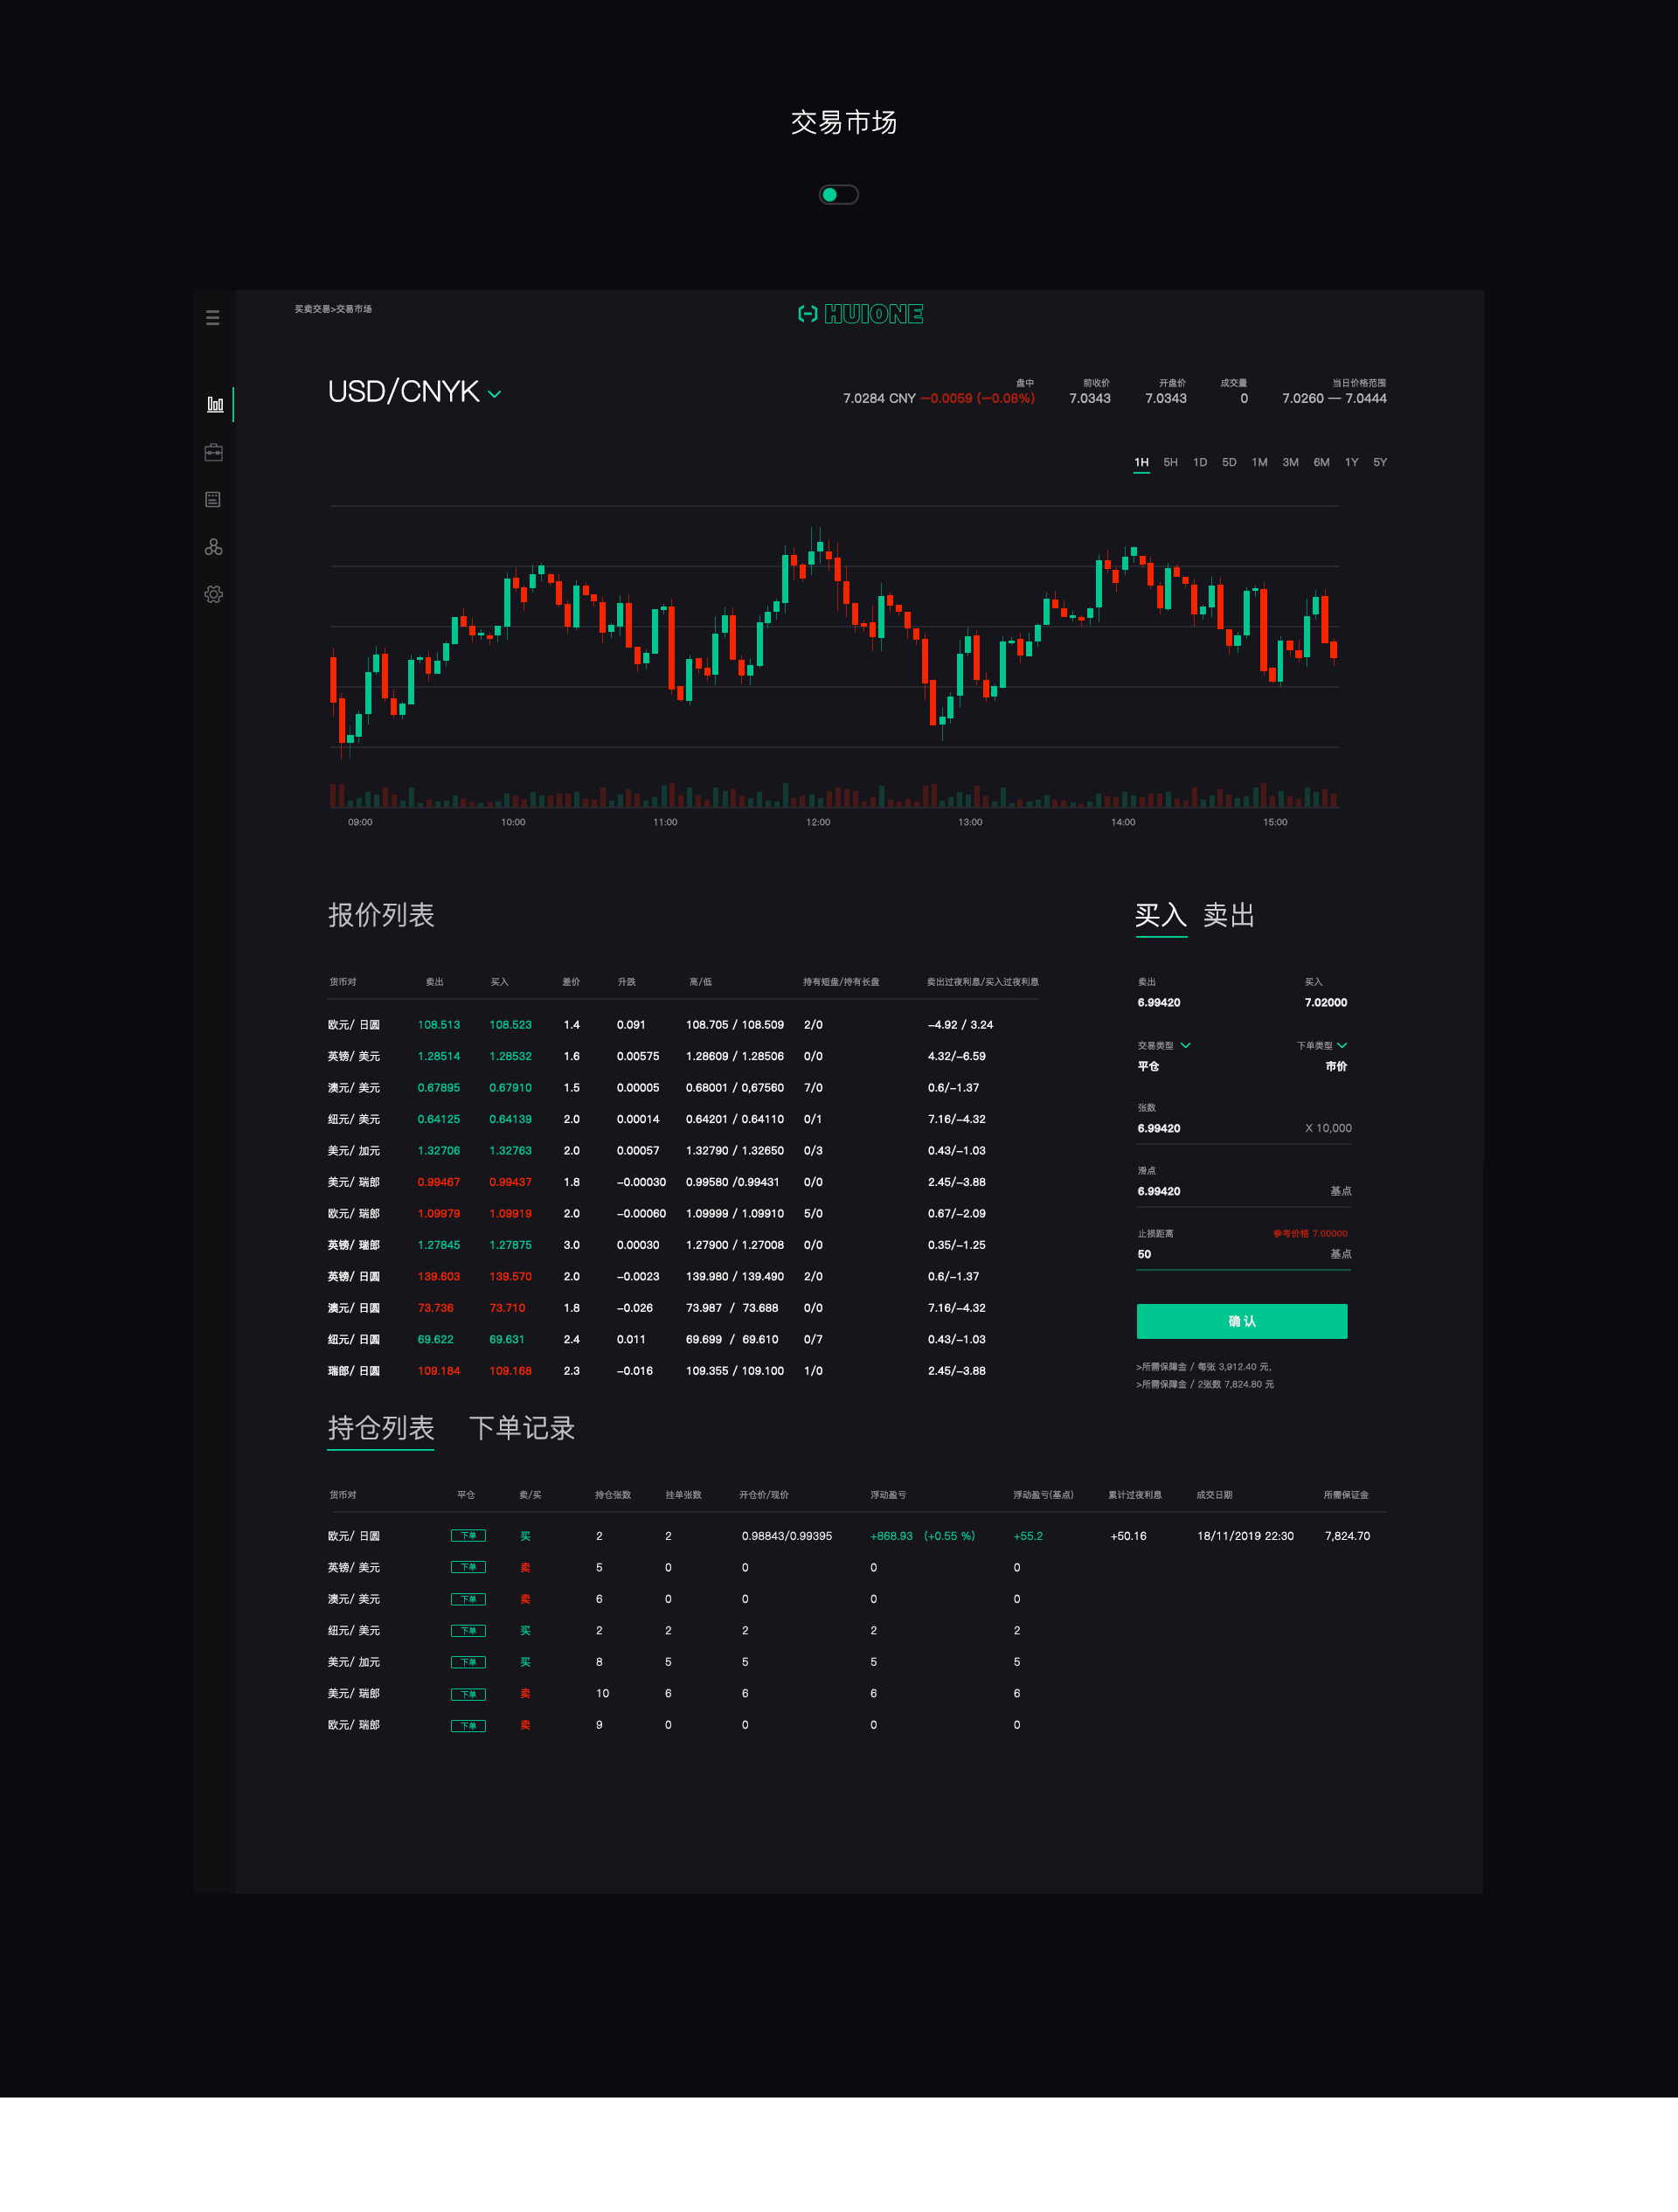 交易市场
买卖交易>交易市场
HUIONE
USD/CNYK
盘中 前收价 开盘价 成交量 当日价格范围
7.0284 CNY —0.0059 (—0.08%) 7.0343 7.0343 0 7.0260 — 7.0444
1H 5H 1D 5D 1M 3M 6M 1Y 5Y
09:00 10:00 11:00 12:00 13:00 14:00 15:00
报价列表
货币对 卖出 买入 差价 升跌 高/低 持有短盘/持有长盘 卖出过夜利息/买入过夜利息
欧元/ 日圆 108.513 108.523 1.4 0.091 108.705 / 108.509 2/0 -4.92 / 3.24
英镑/ 美元 1.28514 1.28532 1.6 0.00575 1.28609 / 1.28506 0/0 4.32/-6.59
澳元/ 美元 0.67895 0.67910 1.5 0.00005 0.68001 / 0,67560 7/0 0.6/-1.37
纽元/ 美元 0.64125 0.64139 2.0 0.00014 0.64201 / 0.64110 0/1 7.16/-4.32
美元/ 加元 1.32706 1.32763 2.0 0.00057 1.32790 / 1.32650 0/3 0.43/-1.03
美元/ 瑞郎 0.99467 0.99437 1.8 -0.00030 0.99580 /0.99431 0/0 2.45/-3.88
欧元/ 瑞郎 1.09979 1.09919 2.0 -0.00060 1.09999 / 1.09910 5/0 0.67/-2.09
英镑/ 瑞郎 1.27845 1.27875 3.0 0.00030 1.27900 / 1.27008 0/0 0.35/-1.25
英镑/ 日圆 139.603 139.570 2.0 -0.0023 139.980 / 139.490 2/0 0.6/-1.37
澳元/ 日圆 73.736 73.710 1.8 -0.026 73.987 / 73.688 0/0 7.16/-4.32
纽元/ 日圆 69.622 69.631 2.4 0.011 69.699 / 69.610 0/7 0.43/-1.03
瑞郎/ 日圆 109.184 109.168 2.3 -0.016 109.355 / 109.100 1/0 2.45/-3.88
买入 卖出
卖出 买入
6.99420 7.02000
交易类型 下单类型
平仓 市价
张数
6.99420 X 10,000
滑点
6.99420 基点
止损距离 参考价格 7.00000
50 基点
确 认
>所需保障金 / 每张 3,912.40 元,
>所需保障金 / 2张数 7,824.80 元
持仓列表 下单记录
货币对 平仓 卖/买 持仓张数 挂单张数 开仓价/现价 浮动盈亏 浮动盈亏(基点) 累计过夜利息 成交日期 所需保证金
欧元/ 日圆 下单 买 2 2 0.98843/0.99395 +868.93 (+0.55 %) +55.2 +50.16 18/11/2019 22:30 7,824.70
英镑/ 美元 下单 卖 5 0 0 0 0
澳元/ 美元 下单 卖 6 0 0 0 0
纽元/ 美元 下单 买 2 2 2 2 2
美元/ 加元 下单 买 8 5 5 5 5
美元/ 瑞郎 下单 卖 10 6 6 6 6
欧元/ 瑞郎 下单 卖 9 0 0 0 0